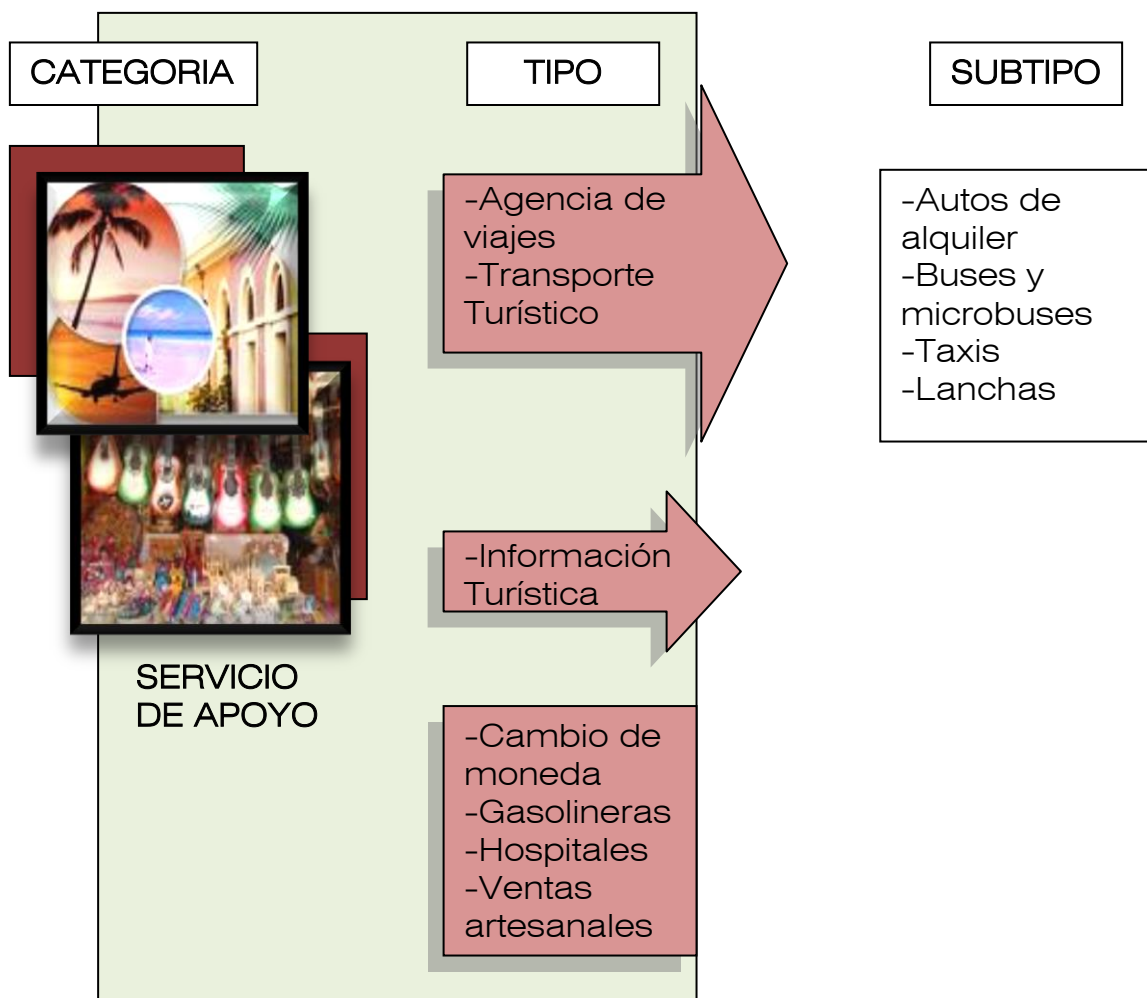 CATEGORIA
TIPO
SUBTIPO
-Agencia de
viajes
-Transporte
Turístico
-Autos de
alquiler
-Buses y
microbuses
-Taxis
-Lanchas
-Información
Turística
SERVICIO
DE APOYO
-Cambio de
moneda
-Gasolineras
-Hospitales
-Ventas
artesanales